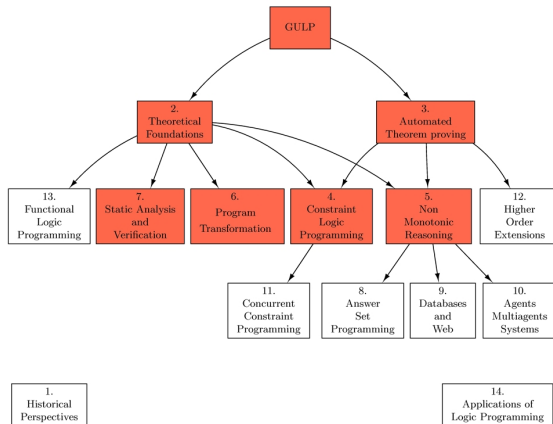 GULP
2.
Theoretical
Foundations
3.
Automated
Theorem proving
13.
Functional
Logic
Programming
7.
Static Analysis
and
Verification
6.
Program
Transformation
4.
Constraint
Logic
Programming
5.
Non
Monotonic
Reasoning
12.
Higher
Order
Extensions
11.
Concurrent
Constraint
Programming
8.
Answer
Set
Programming
9.
Databases
and
Web
10.
Agents
Multiagents
Systems
1.
Historical
Perspectives
14.
Applications of
Logic Programming